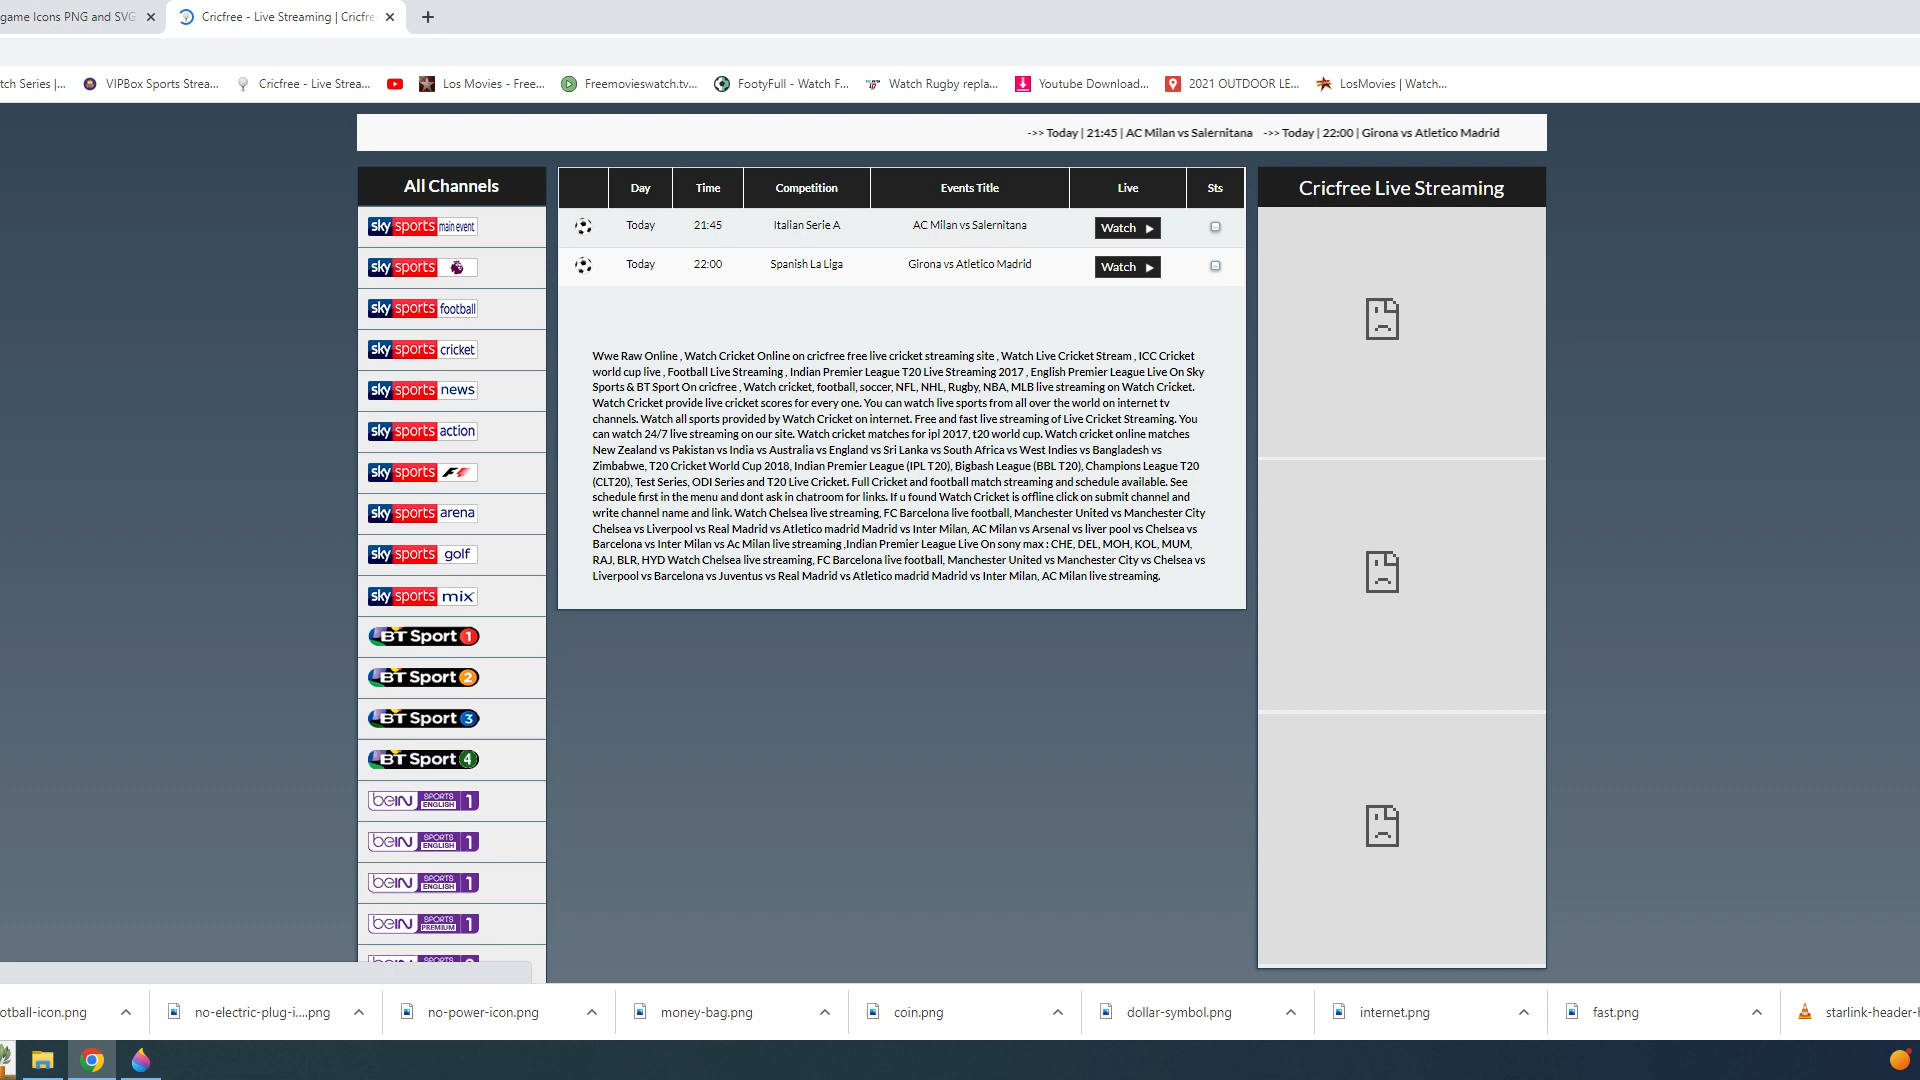 game Icons PNG and SVG
Cricfree - Live Streaming | Cricfre
tch Series |...
VIPBox Sports Strea...
Cricfree - Live Strea...
Los Movies - Free...
Freemovieswatch.tv...
FootyFull - Watch F...
Watch Rugby repla...
Youtube Download...
2021 OUTDOOR LE...
LosMovies | Watch...
->> Today | 21:45 | AC Milan vs Salernitana ->> Today | 22:00 | Girona vs Atletico Madrid
All Channels
sky sports main event
sky sports
sky sports football
sky sports cricket
sky sports news
sky sports action
sky sports F1
sky sports arena
sky sports golf
sky sports mix
BT Sport 1
BT Sport 2
BT Sport 3
BT Sport 4
beIN SPORTS ENGLISH 1
beIN SPORTS ENGLISH 1
beIN SPORTS ENGLISH 1
beIN SPORTS PREMIUM 1
Day Time Competition Events Title Live Sts
Today 21:45 Italian Serie A AC Milan vs Salernitana Watch
Today 22:00 Spanish La Liga Girona vs Atletico Madrid Watch
Wwe Raw Online , Watch Cricket Online on cricfree free live cricket streaming site , Watch Live Cricket Stream , ICC Cricket
world cup live , Football Live Streaming , Indian Premier League T20 Live Streaming 2017 , English Premier League Live On Sky
Sports & BT Sport On cricfree , Watch cricket, football, soccer, NFL, NHL, Rugby, NBA, MLB live streaming on Watch Cricket.
Watch Cricket provide live cricket scores for every one. You can watch live sports from all over the world on internet tv
channels. Watch all sports provided by Watch Cricket on internet. Free and fast live streaming of Live Cricket Streaming. You
can watch 24/7 live streaming on our site. Watch cricket matches for ipl 2017, t20 world cup. Watch cricket online matches
New Zealand vs Pakistan vs India vs Australia vs England vs Sri Lanka vs South Africa vs West Indies vs Bangladesh vs
Zimbabwe, T20 Cricket World Cup 2018, Indian Premier League (IPL T20), Bigbash League (BBL T20), Champions League T20
(CLT20), Test Series, ODI Series and T20 Live Cricket. Full Cricket and football match streaming and schedule available. See
schedule first in the menu and dont ask in chatroom for links. If u found Watch Cricket is offline click on submit channel and
write channel name and link. Watch Chelsea live streaming, FC Barcelona live football, Manchester United vs Manchester City
Chelsea vs Liverpool vs Real Madrid vs Atletico madrid Madrid vs Inter Milan, AC Milan vs Arsenal vs liver pool vs Chelsea vs
Barcelona vs Inter Milan vs Ac Milan live streaming ,Indian Premier League Live On sony max : CHE, DEL, MOH, KOL, MUM,
RAJ, BLR, HYD Watch Chelsea live streaming, FC Barcelona live football, Manchester United vs Manchester City vs Chelsea vs
Liverpool vs Barcelona vs Juventus vs Real Madrid vs Atletico madrid Madrid vs Inter Milan, AC Milan live streaming.
Cricfree Live Streaming
otball-icon.png
no-electric-plug-i....png
no-power-icon.png
money-bag.png
coin.png
dollar-symbol.png
internet.png
fast.png
starlink-header-